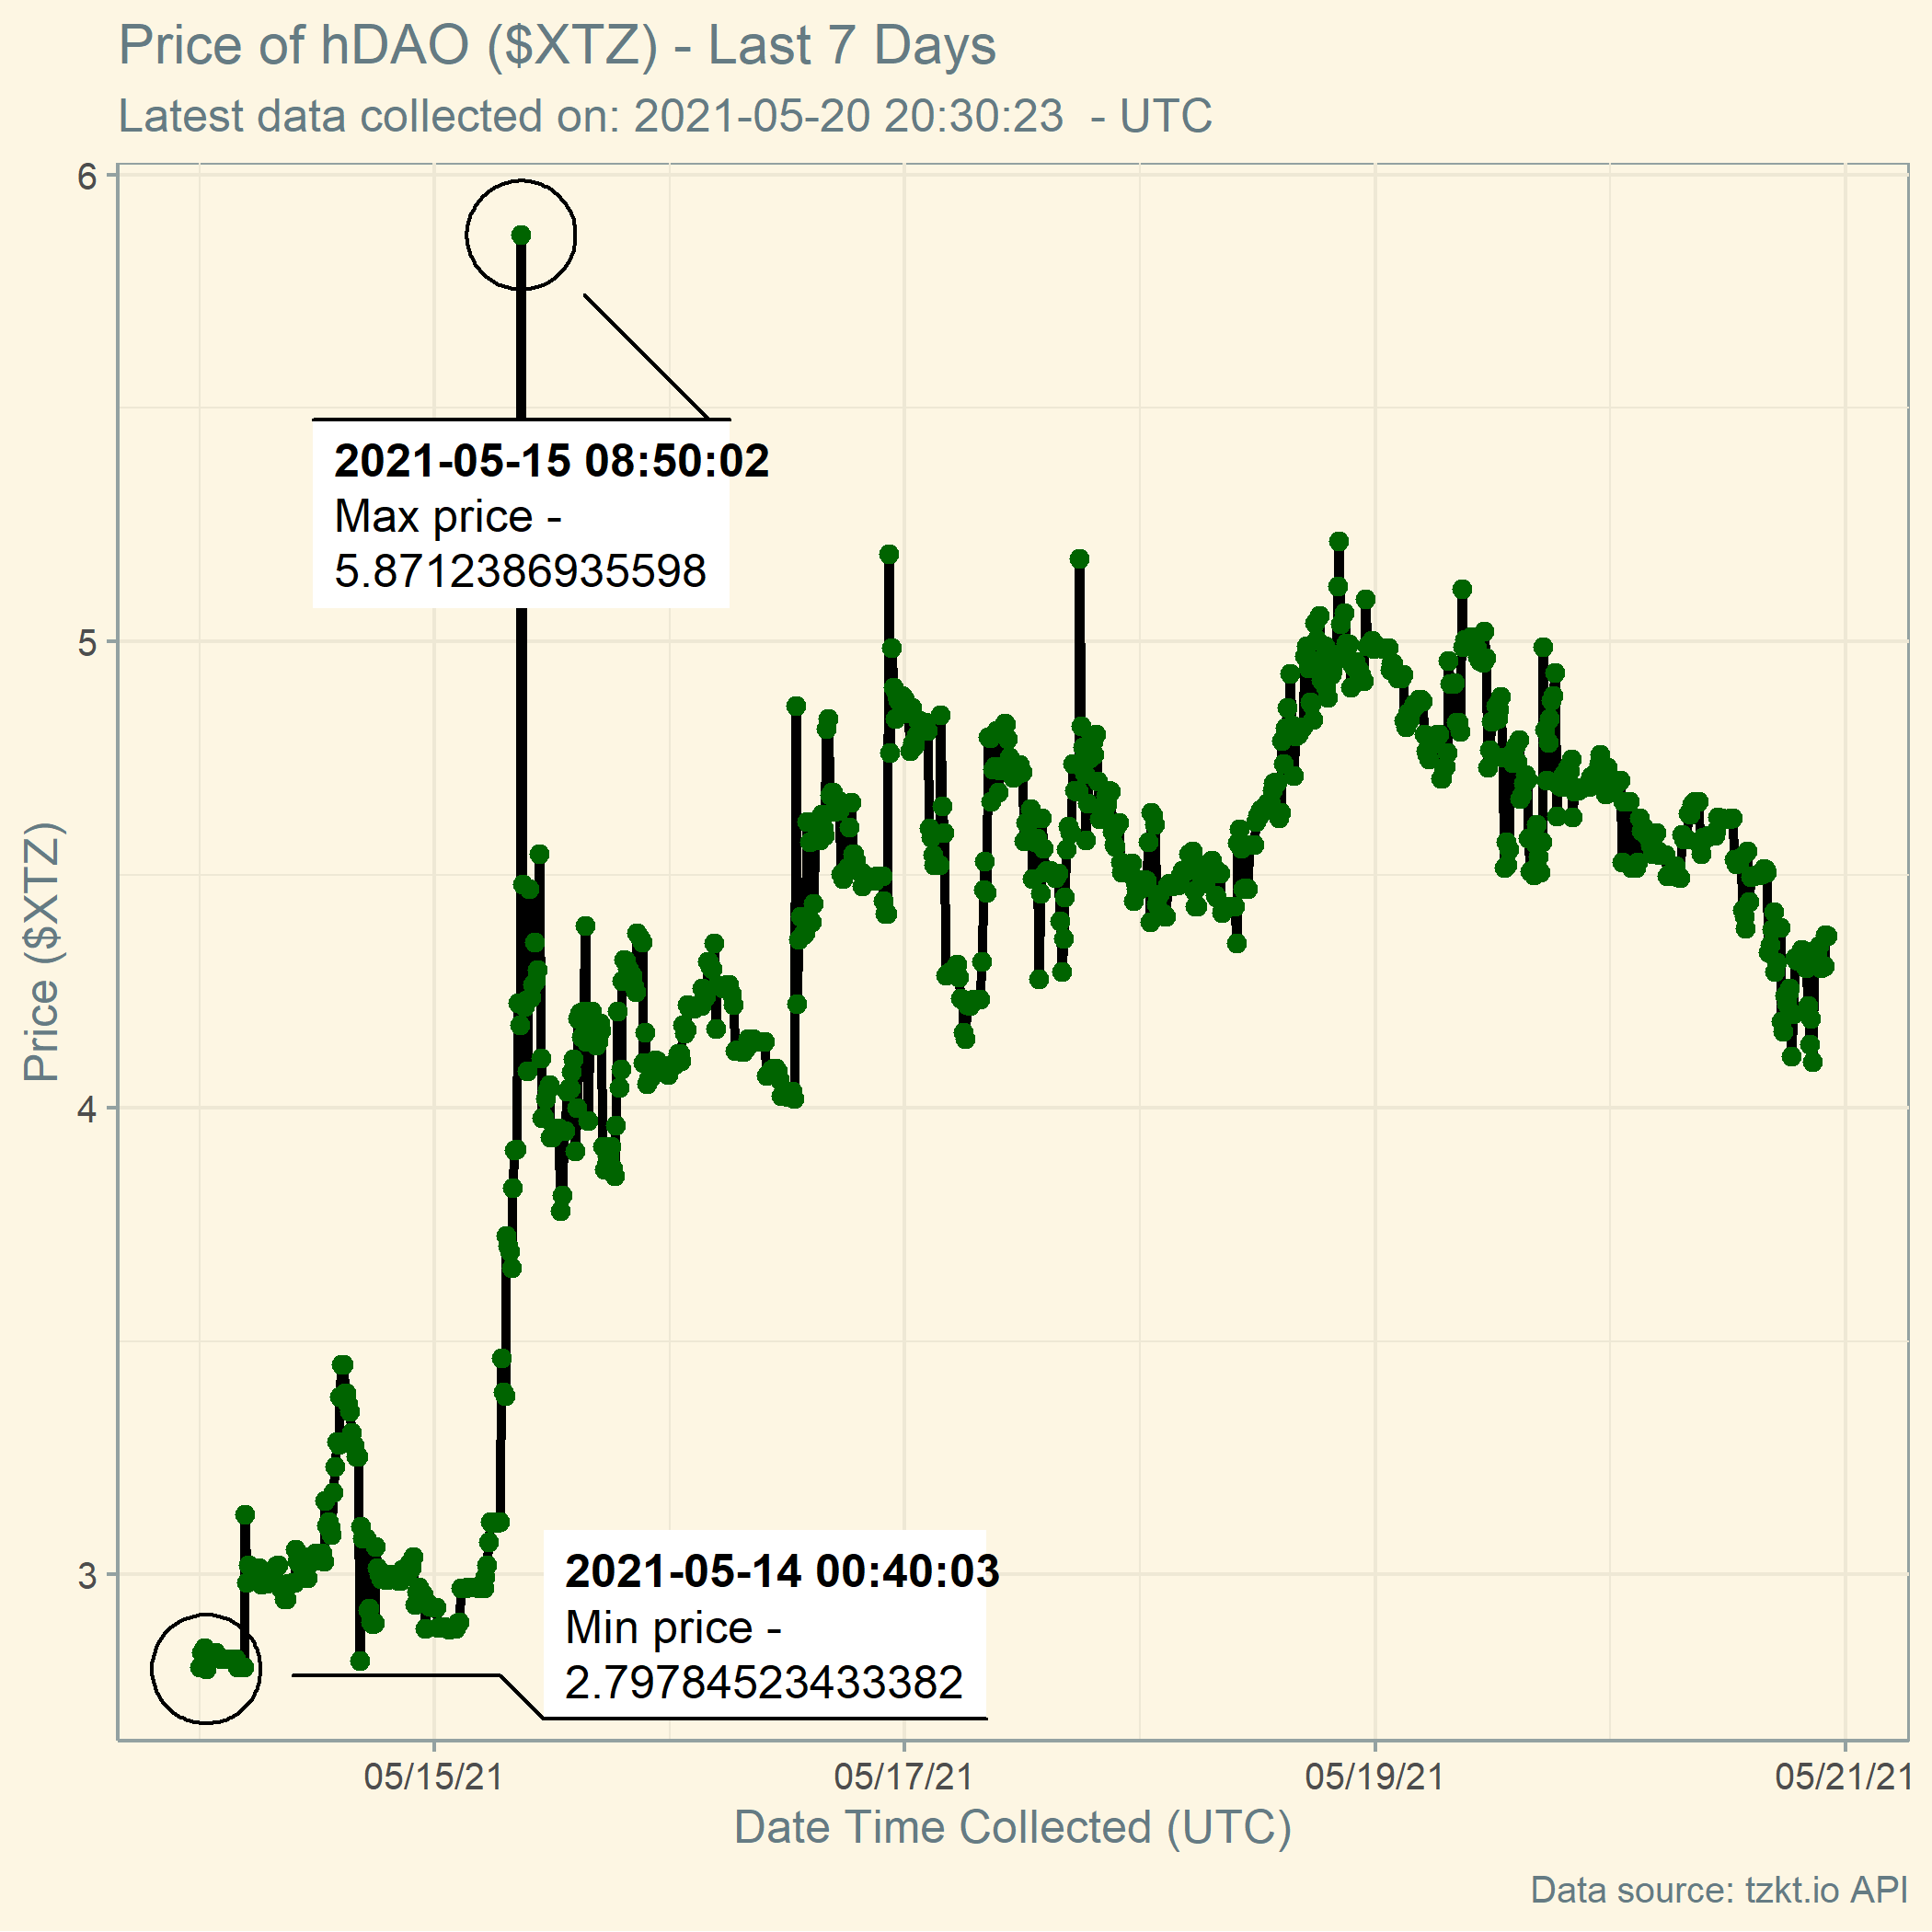 Price of hDAO ($XTZ) - Last 7 Days
Latest data collected on: 2021-05-20 20:30:23  - UTC
6
2021-05-15 08:50:02
Max price -
5.8712386935598
5
Price ($XTZ)
4
3
2021-05-14 00:40:03
Min price -
2.79784523433382
05/15/21
05/17/21
05/19/21
05/21/21
Date Time Collected (UTC)
Data source: tzkt.io API